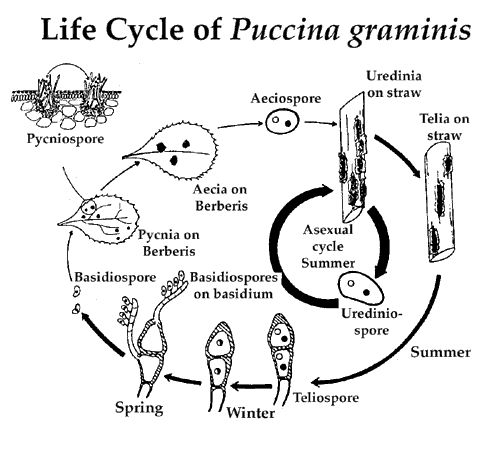 Life Cycle of Puccina graminis
Uredinia
on straw
Aeciospore
Telia on
straw
Pycniospore
Aecia on
Berberis
Pycnia on
Berberis
Asexual
cycle
Summer
Basidiospore
Basidiospores
on basidium
Uredinio-
spore
Summer
Teliospore
Spring
Winter